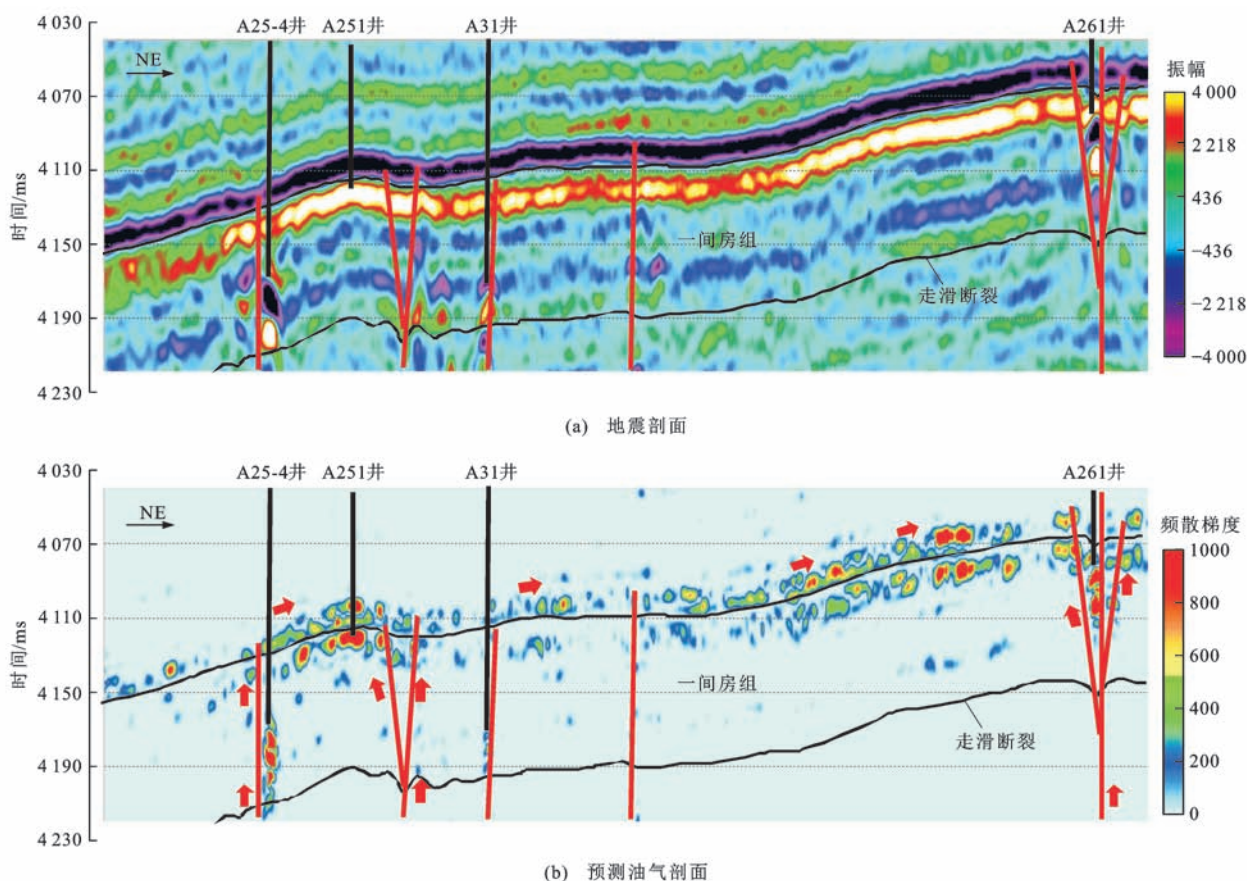 A25-4井 A251井 A31井 A261井
NE
振幅
4 030
4 070
4 110
4 150
4 190
4 230
时间/ms
一间房组
走滑断裂
4 000
2 218
436
-436
-2 218
-4 000
(a) 地震剖面
A25-4井 A251井 A31井 A261井
NE
频散梯度
4 030
4 070
4 110
4 150
4 190
4 230
时间/ms
一间房组
走滑断裂
1000
800
600
400
200
0
(b) 预测油气剖面